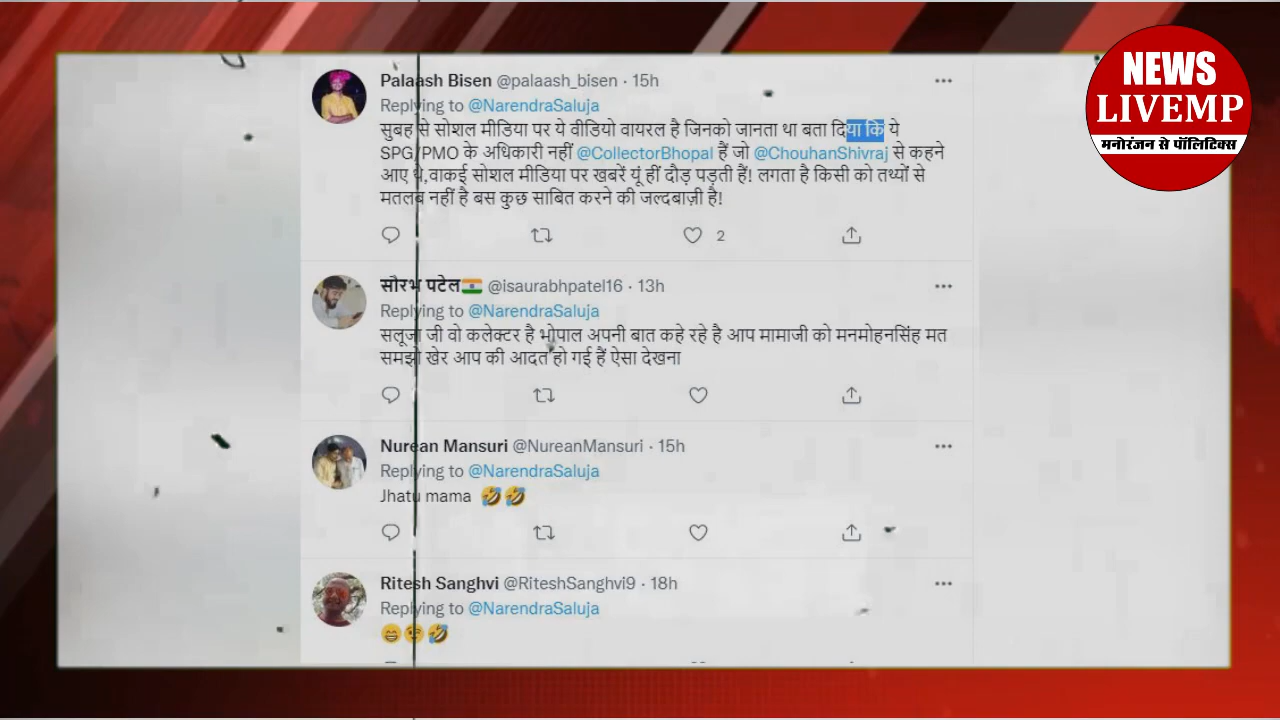 NEWS
LIVEMP
मनोरंजन से पॉलिटिक्स
Palaash Bisen @palaash_bisen · 15h
Replying to @NarendraSaluja
सुबह से सोशल मीडिया पर ये वीडियो वायरल है जिनको जानता था बता दिया कि ये
SPG/PMO के अधिकारी नहीं @CollectorBhopal हैं जो @ChouhanShivraj से कहने
आए थे,वाकई सोशल मीडिया पर खबरें यूं हीं दौड़ पड़ती हैं! लगता है किसी को तथ्यों से
मतलब नहीं है बस कुछ साबित करने की जल्दबाज़ी है!
2
सौरभ पटेल🇮🇳 @isaurabhpatel16 · 13h
Replying to @NarendraSaluja
सलूजा जी वो कलेक्टर है भोपाल अपनी बात कहे रहे है आप मामाजी को मनमोहनसिंह मत
समझो खेर आप की आदत हो गई हैं ऐसा देखना
Nurean Mansuri @NureanMansuri · 15h
Replying to @NarendraSaluja
Jhatu mama 🤣🤣
Ritesh Sanghvi @RiteshSanghvi9 · 18h
Replying to @NarendraSaluja
😁😉🤣